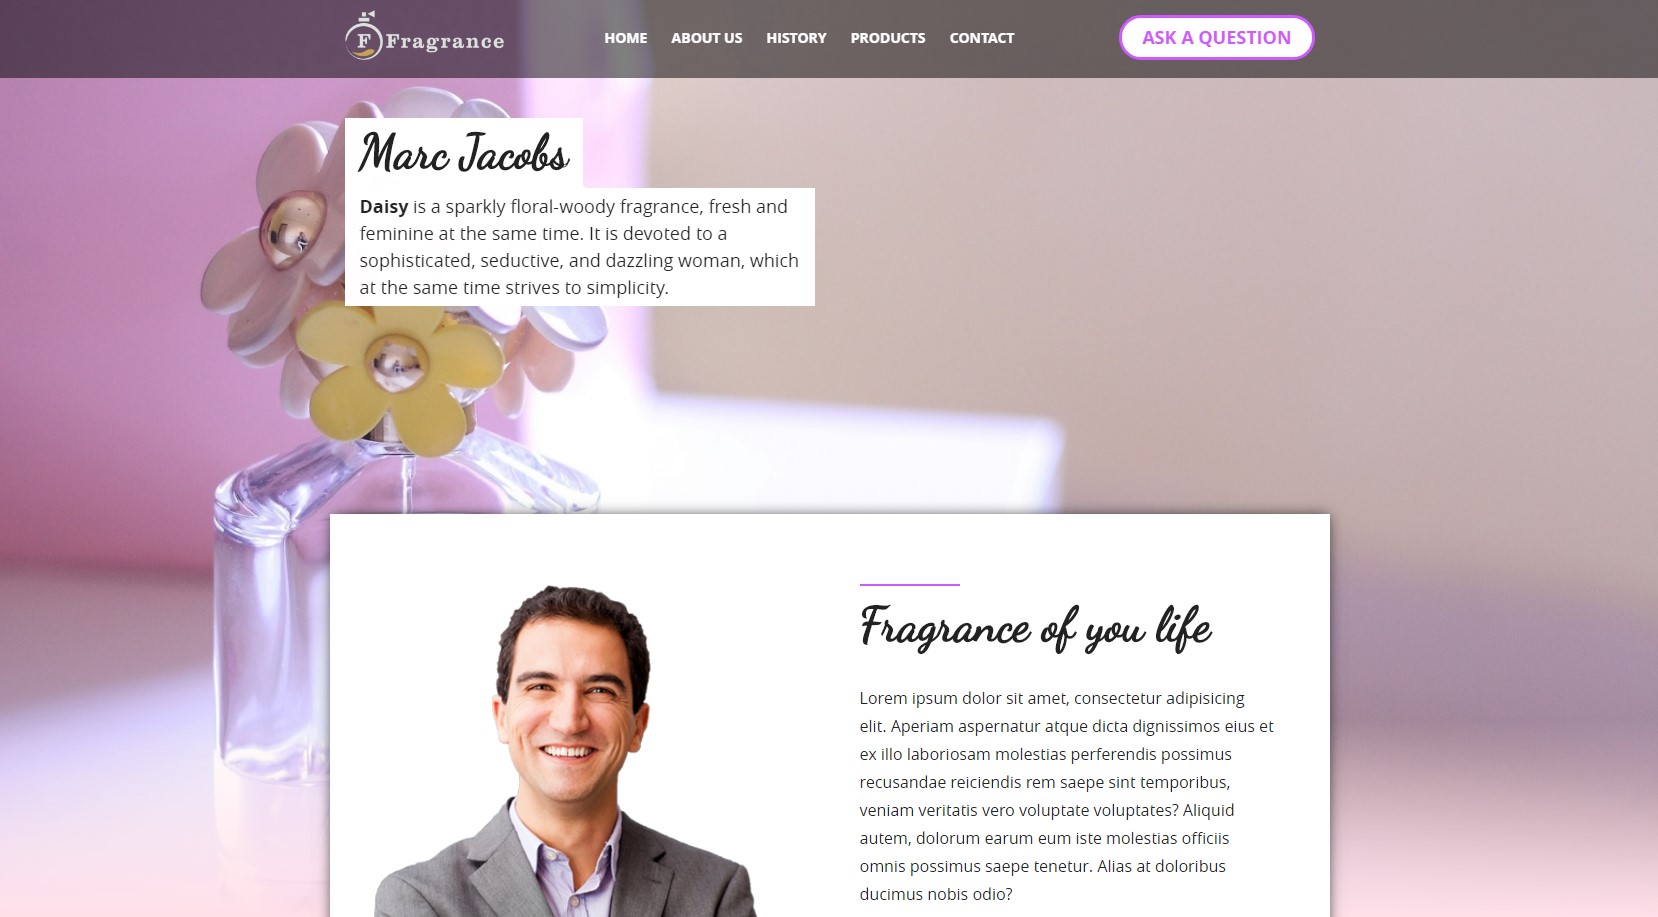 F Fragrance
HOME ABOUT US HISTORY PRODUCTS CONTACT
ASK A QUESTION
Marc Jacobs
Daisy is a sparkly floral-woody fragrance, fresh and
feminine at the same time. It is devoted to a
sophisticated, seductive, and dazzling woman, which
at the same time strives to simplicity.
Fragrance of you life
Lorem ipsum dolor sit amet, consectetur adipisicing
elit. Aperiam aspernatur atque dicta dignissimos eius et
ex illo laboriosam molestias perferendis possimus
recusandae reiciendis rem saepe sint temporibus,
veniam veritatis vero voluptate voluptates? Aliquid
autem, dolorum earum eum iste molestias officiis
omnis possimus saepe tenetur. Alias at doloribus
ducimus nobis odio?